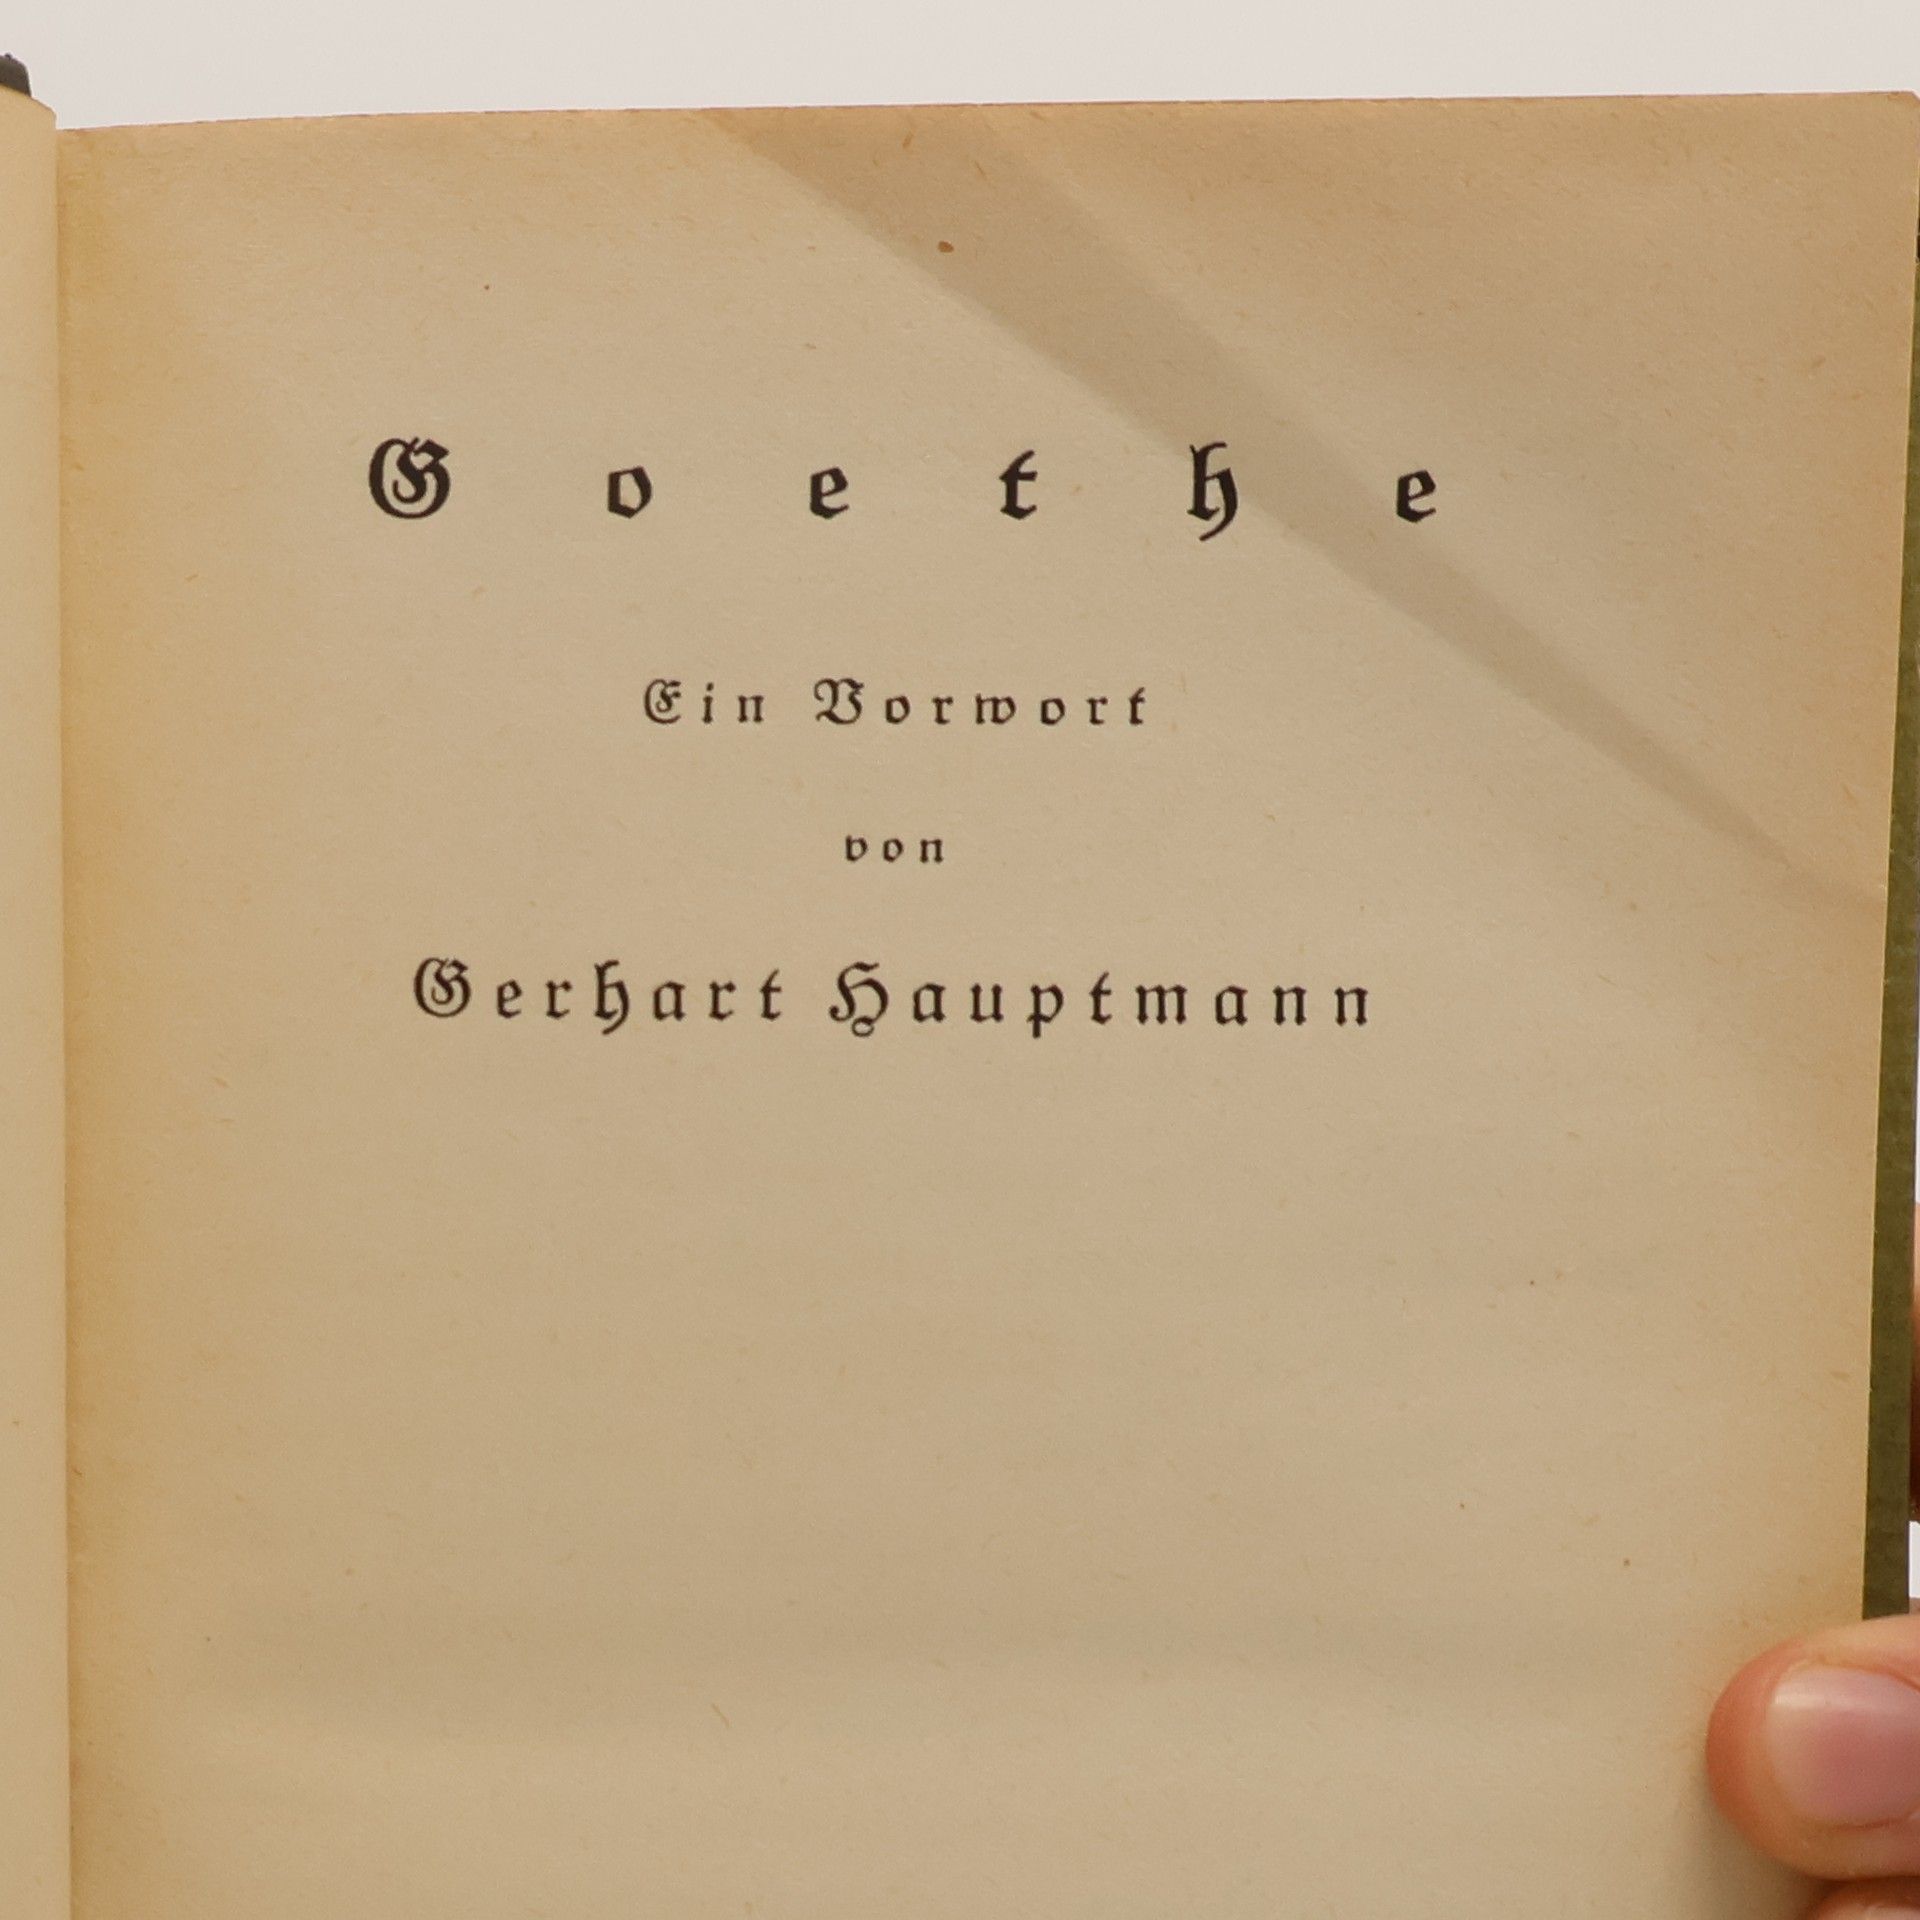 Goethe
Ein Vorwort
von
Gerhart Hauptmann